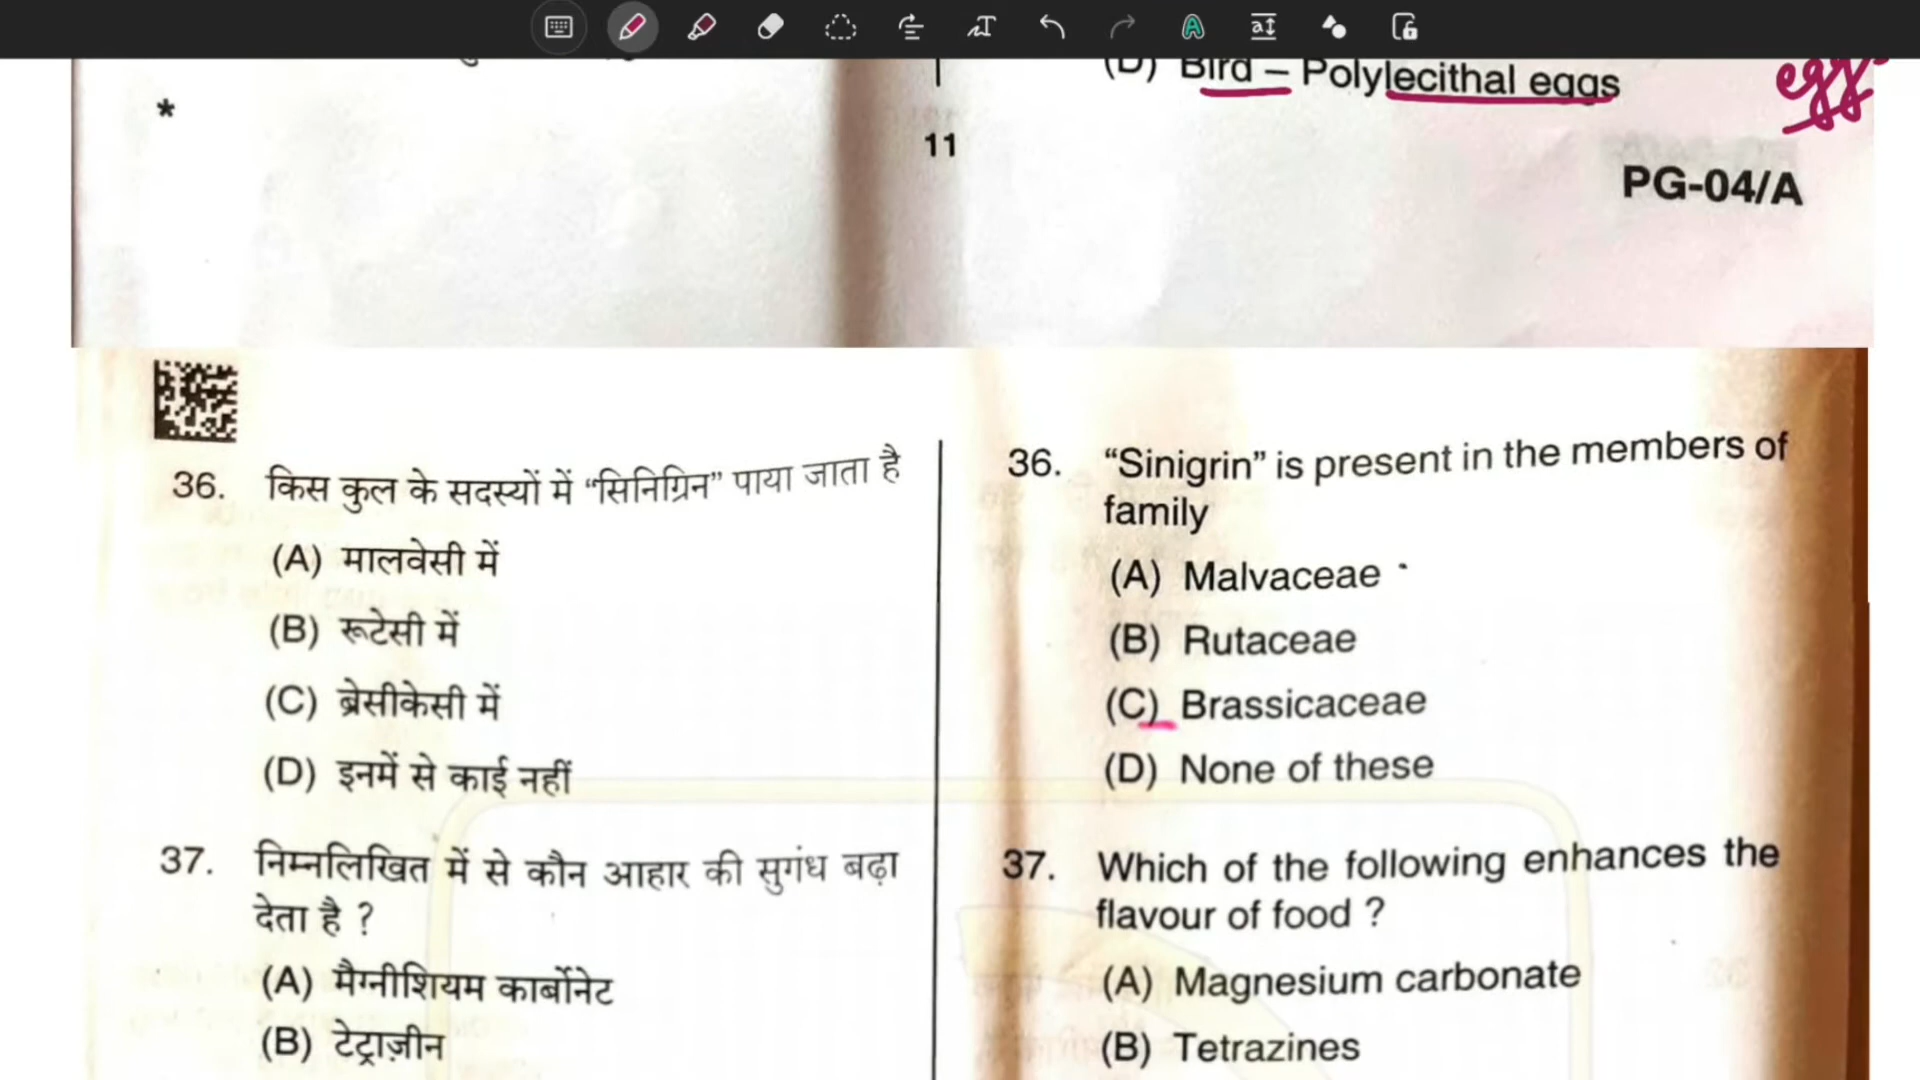 (D) Bird – Polylecithal eggs
egg
*
11
PG-04/A
36. किस कुल के सदस्यों में “सिनिग्रिन” पाया जाता है
(A) मालवेसी में
(B) रूटेसी में
(C) ब्रेसीकेसी में
(D) इनमें से काई नहीं
37. निम्नलिखित में से कौन आहार की सुगंध बढ़ा
देता है ?
(A) मैग्नीशियम कार्बोनेट
(B) टेट्राज़ीन
36. “Sinigrin” is present in the members of
family
(A) Malvaceae
(B) Rutaceae
(C) Brassicaceae
(D) None of these
37. Which of the following enhances the
flavour of food ?
(A) Magnesium carbonate
(B) Tetrazines